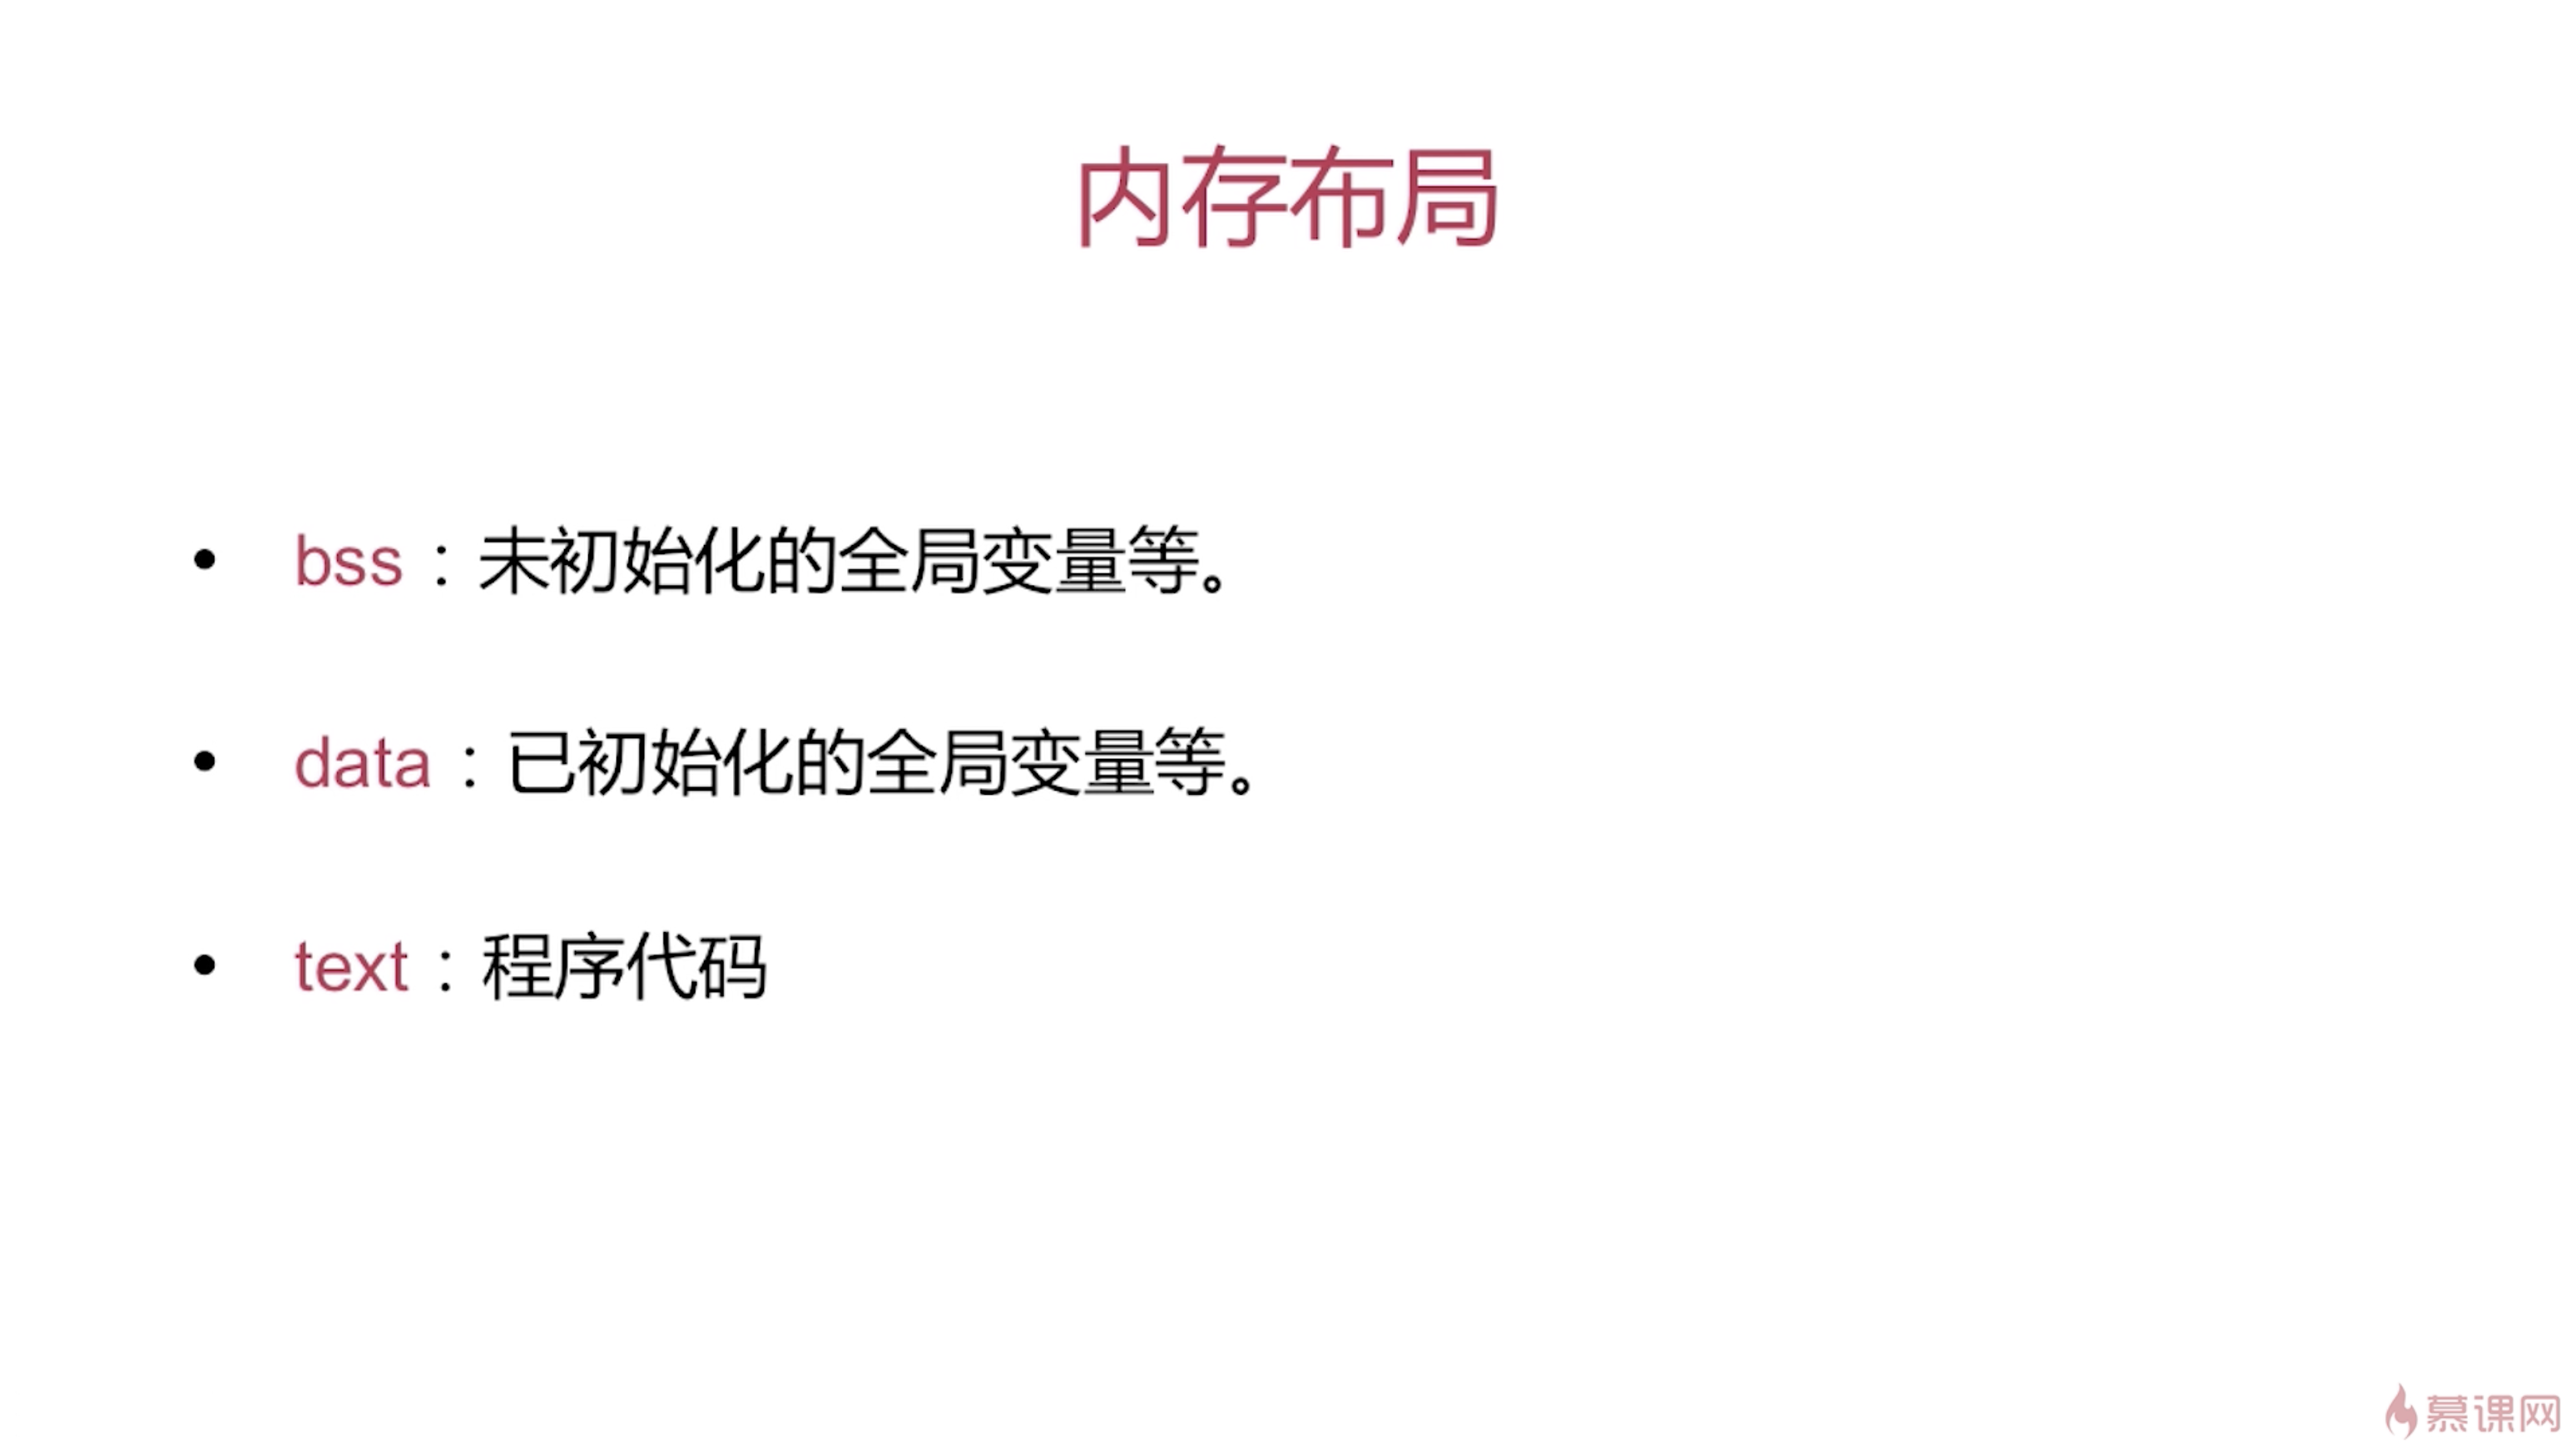 内存布局
• bss：未初始化的全局变量等。
• data：已初始化的全局变量等。
• text：程序代码
慕课网